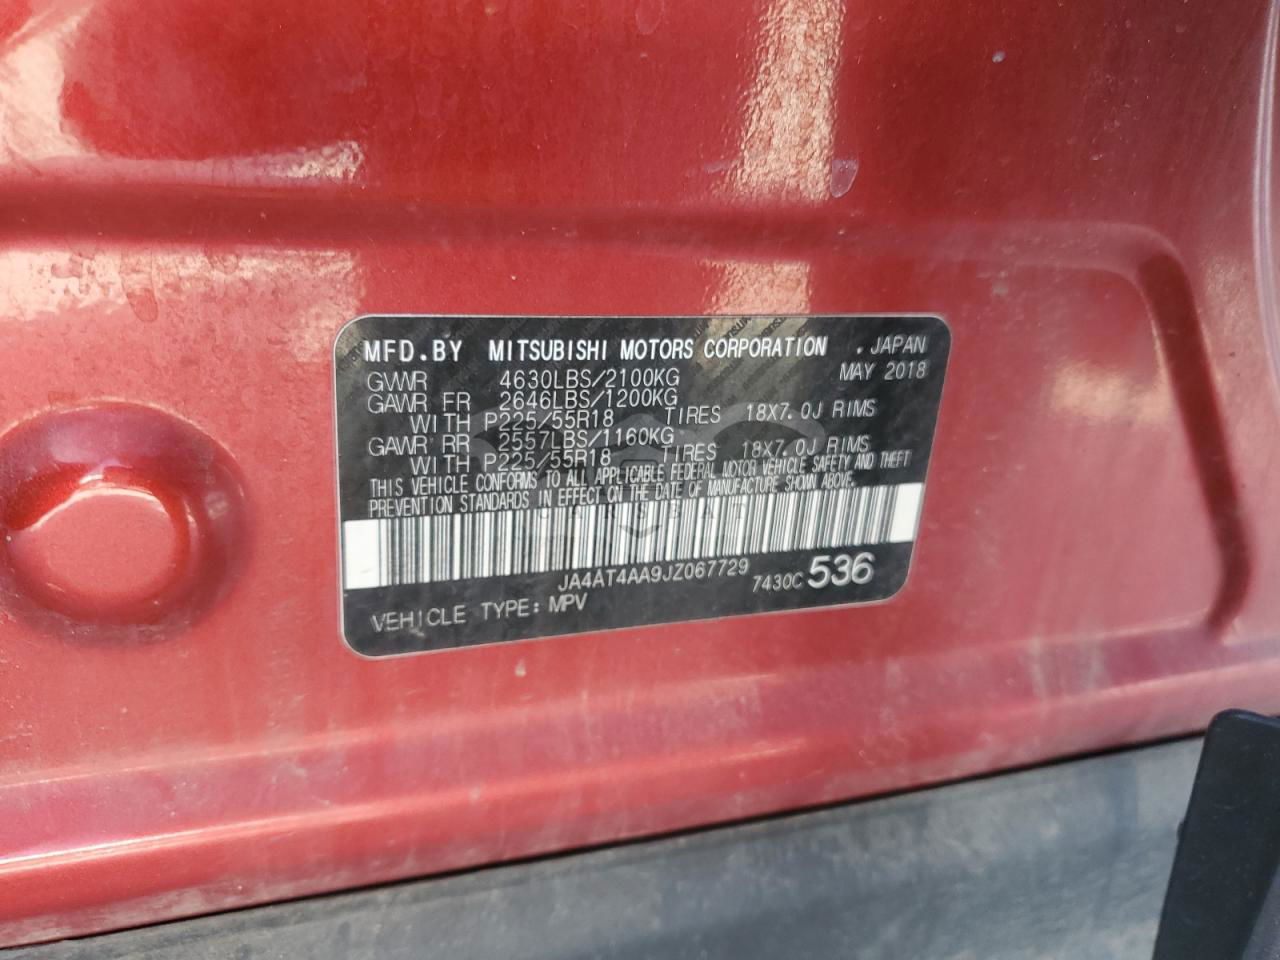 MFD.BY MITSUBISHI MOTORS CORPORATION . JAPAN
MAY 2018
GVWR 4630LBS/2100KG
GAWR FR 2646LBS/1200KG
WITH P225/55R18 TIRES 18X7.0J RIMS
GAWR RR 2557LBS/1160KG
WITH P225/55R18 TIRES 18X7.0J RIMS
THIS VEHICLE CONFORMS TO ALL APPLICABLE FEDERAL MOTOR VEHICLE SAFETY AND THEFT
PREVENTION STANDARDS IN EFFECT ON THE DATE OF MANUFACTURE SHOWN ABOVE.
JA4AT4AA9JZ067729
7430C 536
VEHICLE TYPE: MPV